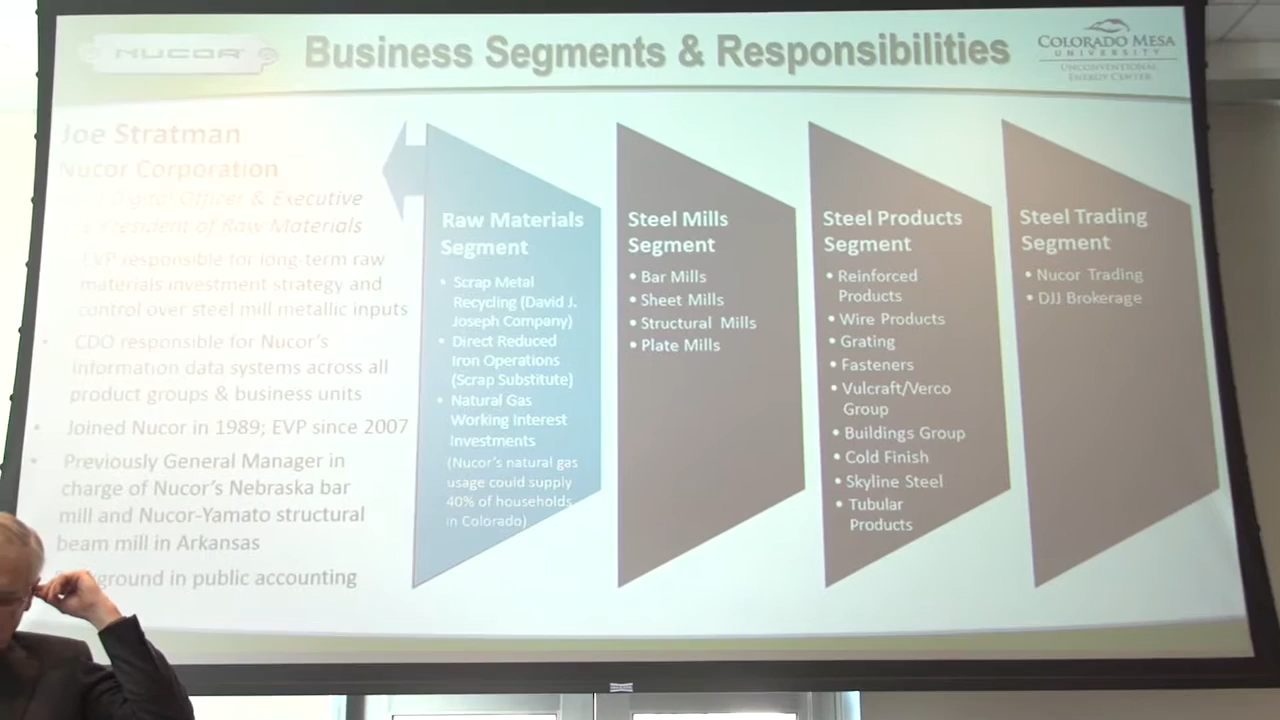 NUCOR
Business Segments & Responsibilities
COLORADO MESA
UNIVERSITY
UNCONVENTIONAL
ENERGY CENTER
Joe Stratman
Nucor Corporation
Digital Officer & Executive
President of Raw Materials
EVP responsible for long-term raw
materials investment strategy and
control over steel mill metallic inputs
• CDO responsible for Nucor's
information data systems across all
product groups & business units
• Joined Nucor in 1989; EVP since 2007
• Previously General Manager in
charge of Nucor's Nebraska bar
mill and Nucor-Yamato structural
beam mill in Arkansas
in public accounting
Raw Materials
Segment
• Scrap Metal
Recycling (David J.
Joseph Company)
• Direct Reduced
Iron Operations
(Scrap Substitute)
• Natural Gas
Working Interest
Investments
(Nucor's natural gas
usage could supply
40% of households
in Colorado)
Steel Mills
Segment
• Bar Mills
• Sheet Mills
• Structural Mills
• Plate Mills
Steel Products
Segment
• Reinforced
Products
• Wire Products
• Grating
• Fasteners
• Vulcraft/Verco
Group
• Buildings Group
• Cold Finish
• Skyline Steel
• Tubular
Products
Steel Trading
Segment
• Nucor Trading
• DJJ Brokerage